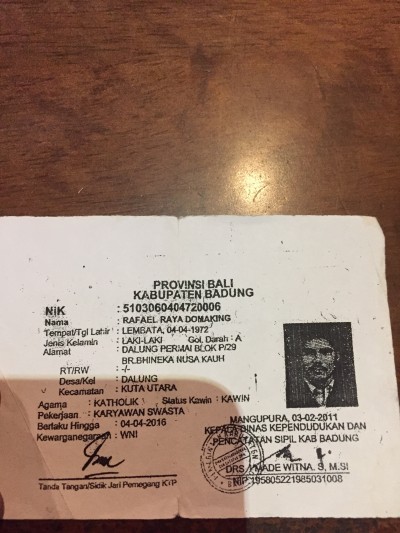 PROVINSI BALI
KABUPATEN BADUNG
NIK : 5103060404720006
Nama : RAFAEL RAYA DOMAKING
Tempat/Tgl Lahir : LEMBATA, 04-04-1972
Jenis Kelamin : LAKI-LAKI Gol. Darah : A
Alamat : DALUNG PERMAI BLOK P/29
BR.BHINEKA NUSA KAUH
RT/RW : -/-
Desa/Kel : DALUNG
Kecamatan : KUTA UTARA
Agama : KATHOLIK Status Kawin : KAWIN
Pekerjaan : KARYAWAN SWASTA
Berlaku Hingga : 04-04-2016
Kewarganegaraan : WNI
MANGUPURA, 03-02-2011
KEPALA DINAS KEPENDUDUKAN DAN
PENCATATAN SIPIL KAB BADUNG
DRS I MADE WITNA. S, M.SI
NIP 195805221985031008
Tanda Tangan/Sidik Jari Pemegang KTP